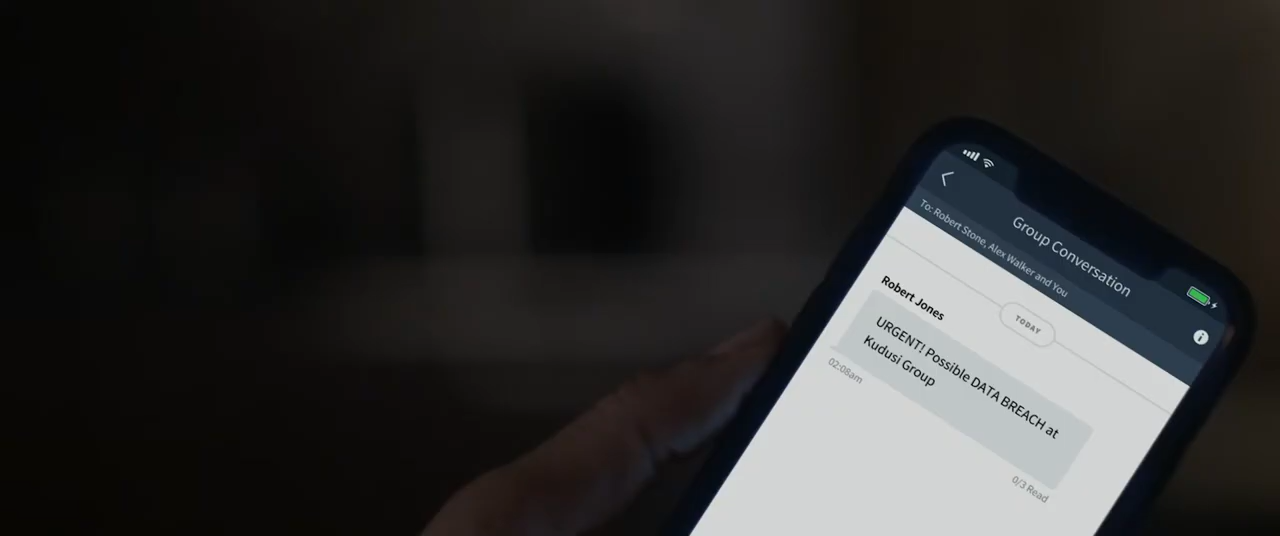 Group Conversation
To: Robert Stone, Alex Walker and You
TODAY
Robert Jones
URGENT! Possible DATA BREACH at
Kudusi Group
02:08am
0/3 Read